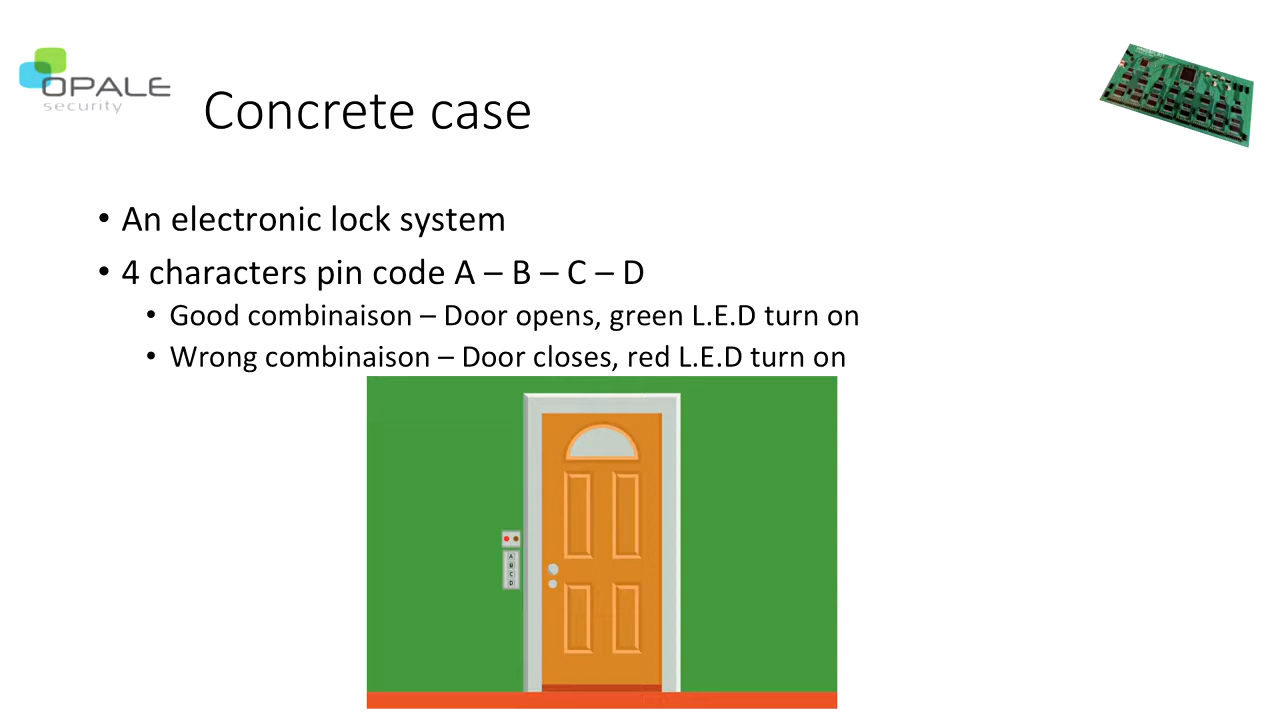 OPALE
security
Concrete case
• An electronic lock system
• 4 characters pin code A – B – C – D
• Good combinaison – Door opens, green L.E.D turn on
• Wrong combinaison – Door closes, red L.E.D turn on
A
B
C
D